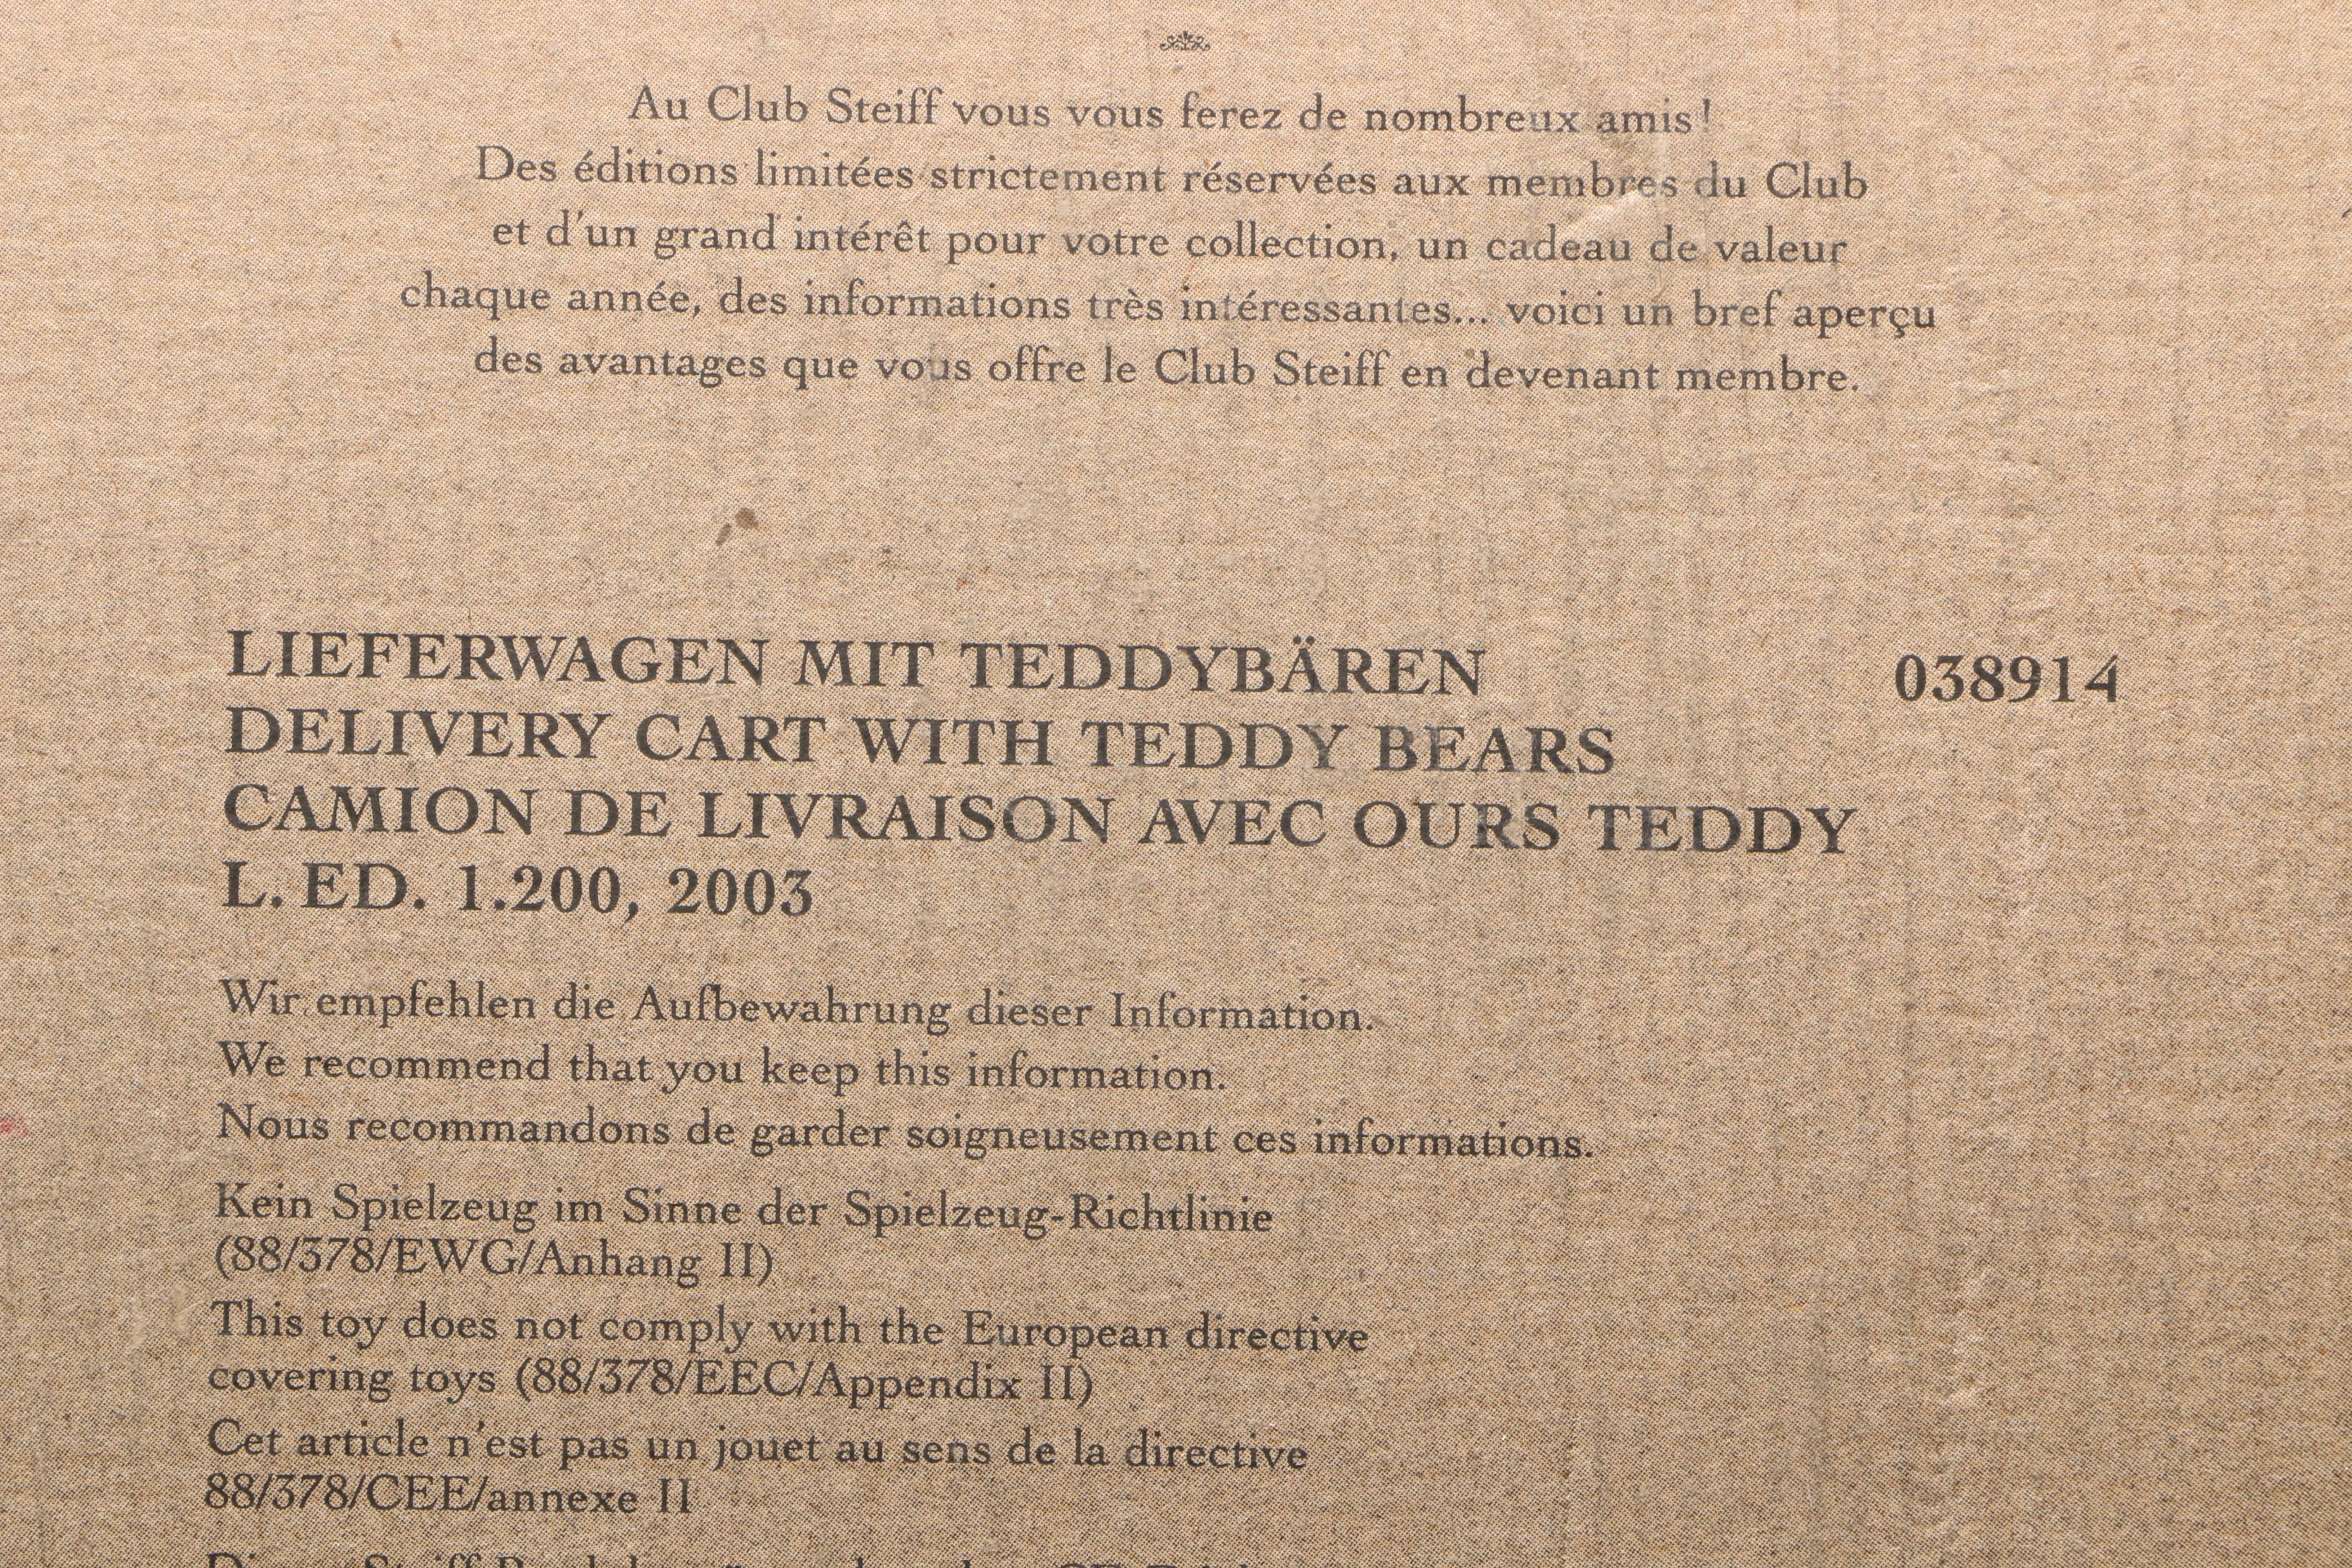 Au Club Steiff vous vous ferez de nombreux amis!
Des éditions limitées strictement réservées aux membres du Club
et d'un grand intérêt pour votre collection, un cadeau de valeur
chaque année, des informations très intéressantes... voici un bref aperçu
des avantages que vous offre le Club Steiff en devenant membre.
LIEFERWAGEN MIT TEDDYBÄREN 038914
DELIVERY CART WITH TEDDY BEARS
CAMION DE LIVRAISON AVEC OURS TEDDY
L. ED. 1.200, 2003
Wir empfehlen die Aufbewahrung dieser Information.
We recommend that you keep this information.
Nous recommandons de garder soigneusement ces informations.
Kein Spielzeug im Sinne der Spielzeug-Richtlinie
(88/378/EWG/Anhang II)
This toy does not comply with the European directive
covering toys (88/378/EEC/Appendix II)
Cet article n'est pas un jouet au sens de la directive
88/378/CEE/annexe II